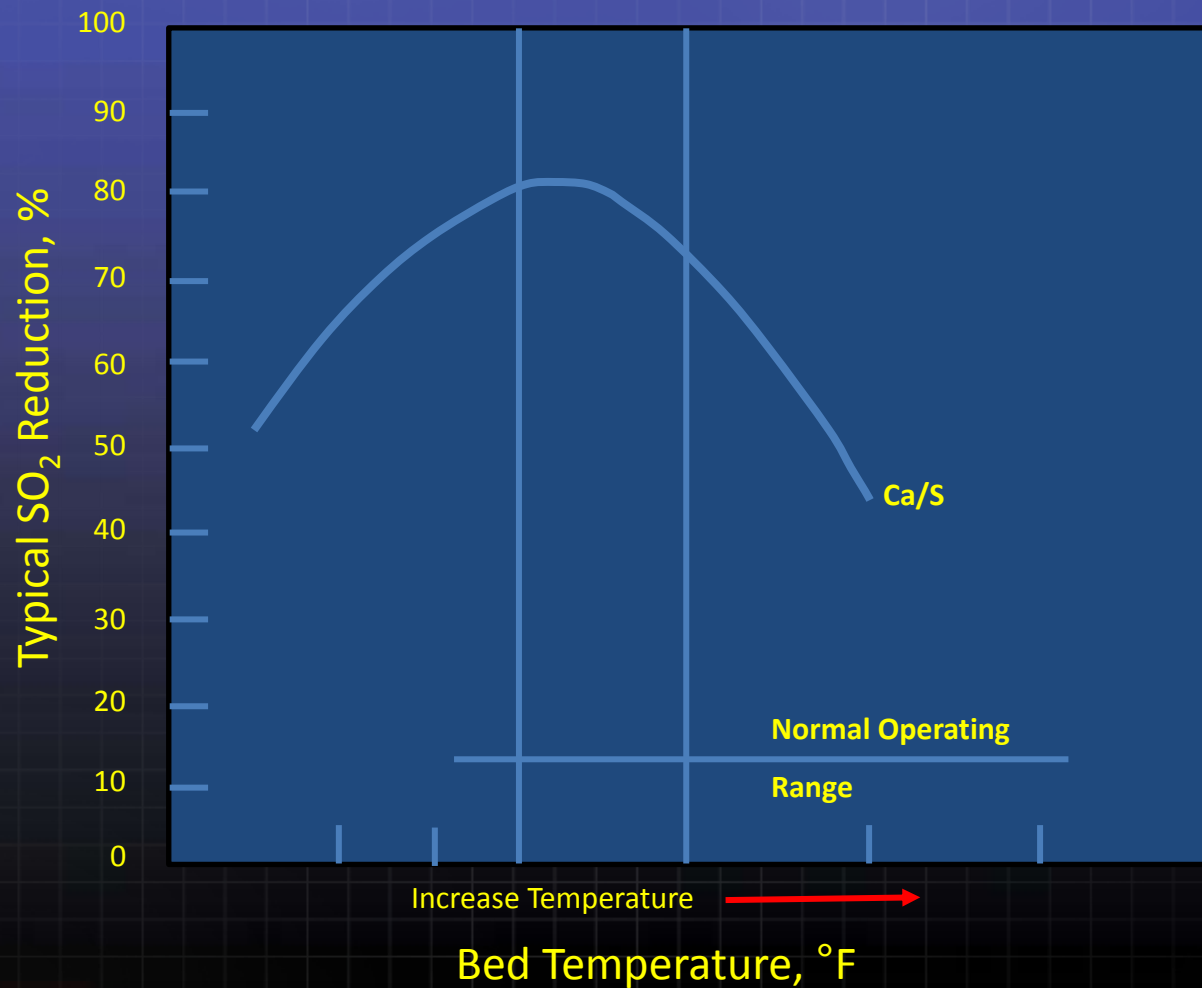 100
90
80
70
60
50
40
30
20
10
0
Typical SO₂ Reduction, %
Ca/S
Normal Operating
Range
Increase Temperature
Bed Temperature, °F